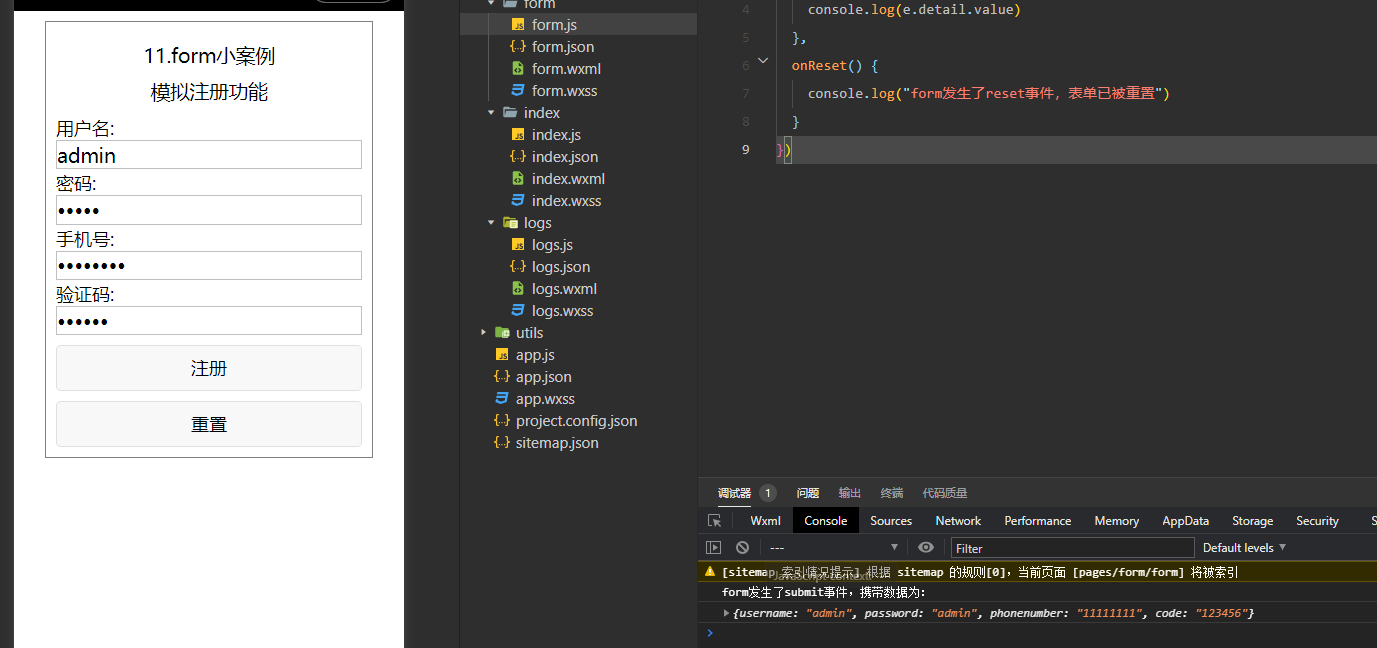 11.form小案例
模拟注册功能
用户名:
admin
密码:
•••••
手机号:
••••••••
验证码:
••••••
注册
重置
form
form.js
form.json
form.wxml
form.wxss
index
index.js
index.json
index.wxml
index.wxss
logs
logs.js
logs.json
logs.wxml
logs.wxss
utils
app.js
app.json
app.wxss
project.config.json
sitemap.json
4 console.log(e.detail.value)
5 },
6 onReset() {
7 console.log("form发生了reset事件，表单已被重置")
8 }
9 })
调试器 1 问题 输出 终端 代码质量
Wxml Console Sources Network Performance Memory AppData Storage Security S
--- Filter Default levels
[sitemap 索引情况提示] 根据 sitemap 的规则[0]，当前页面 [pages/form/form] 将被索引
JavaScript context
form发生了submit事件，携带数据为：
{username: "admin", password: "admin", phonenumber: "11111111", code: "123456"}